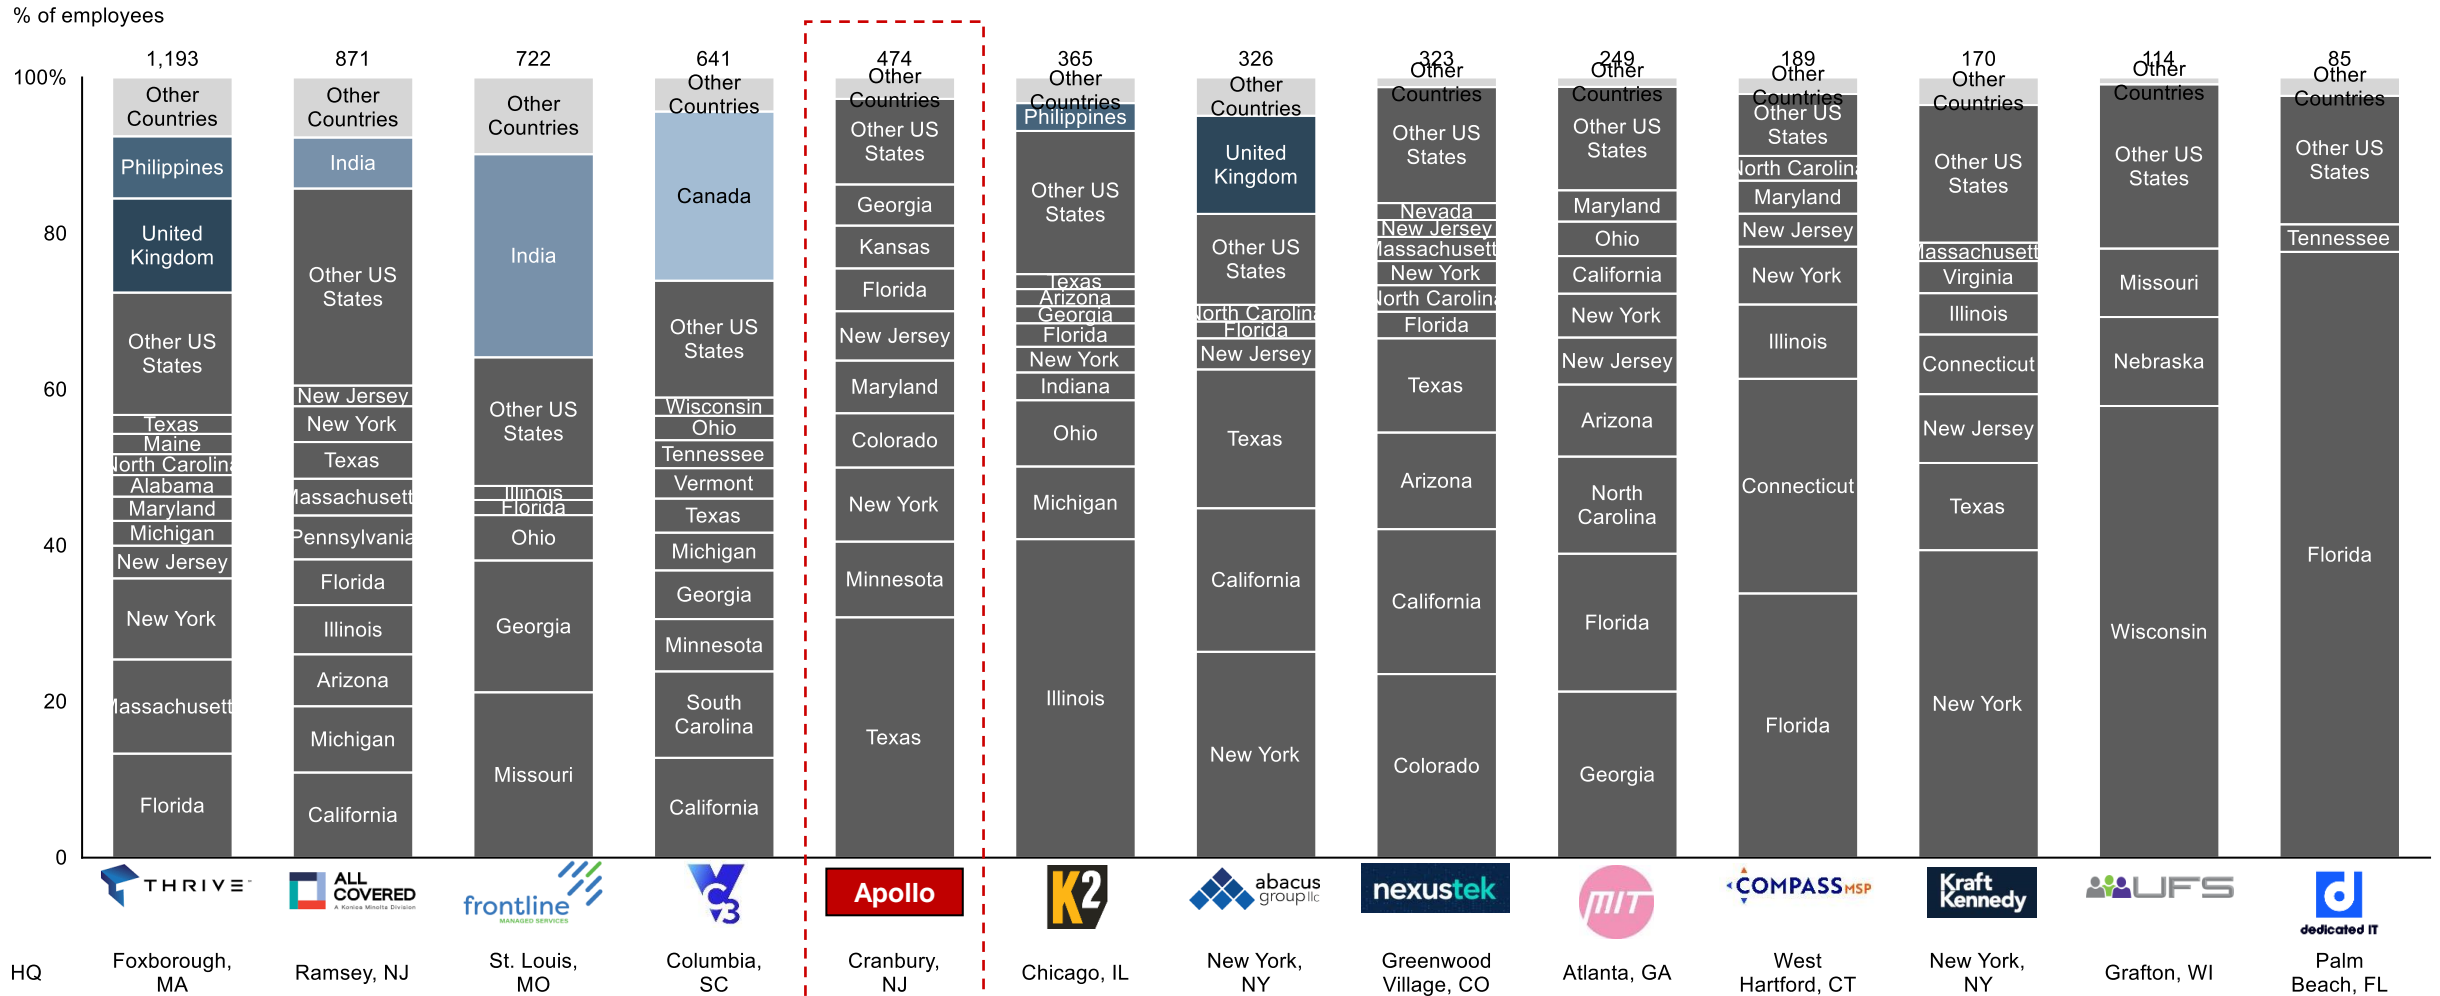 % of employees
1,193
871
722
641
474
365
326
323
249
189
170
114
85
100%
80
60
40
20
0
Other
Countries
Philippines
United
Kingdom
Other US
States
Texas
Maine
North Carolina
Alabama
Maryland
Michigan
New Jersey
New York
Massachusett
Florida
Other
Countries
India
Other US
States
New Jersey
New York
Texas
Massachusett
Pennsylvania
Florida
Illinois
Arizona
Michigan
California
Other
Countries
India
Other US
States
Illinois
Florida
Ohio
Georgia
Missouri
Other
Countries
Canada
Other US
States
Wisconsin
Ohio
Tennessee
Vermont
Texas
Michigan
Georgia
Minnesota
South
Carolina
California
Other
Countries
Other US
States
Georgia
Kansas
Florida
New Jersey
Maryland
Colorado
New York
Minnesota
Texas
Other
Countries
Philippines
Other US
States
Texas
Arizona
Georgia
Florida
New York
Indiana
Ohio
Michigan
Illinois
Other
Countries
United
Kingdom
Other US
States
North Carolina
Florida
New Jersey
Texas
California
New York
Other
Countries
Other US
States
Nevada
New Jersey
Massachusett
New York
North Carolina
Florida
Texas
Arizona
California
Colorado
Other
Countries
Other US
States
Maryland
Ohio
California
New York
New Jersey
Arizona
North
Carolina
Florida
Georgia
Other
Countries
Other US
States
North Carolina
Maryland
New Jersey
New York
Illinois
Connecticut
Florida
Other
Countries
Other US
States
Massachusett
Virginia
Illinois
Connecticut
New Jersey
Texas
New York
Other
Countries
Other US
States
Missouri
Nebraska
Wisconsin
Other
Countries
Other US
States
Tennessee
Florida
THRIVE
ALL
COVERED
A Konica Minolta Division
frontline
MANAGED SERVICES
VC3
Apollo
K2
abacus
group llc
nexustek
MIT
COMPASS MSP
Kraft
Kennedy
UFS
d
dedicated IT
HQ
Foxborough,
MA
Ramsey, NJ
St. Louis,
MO
Columbia,
SC
Cranbury,
NJ
Chicago, IL
New York,
NY
Greenwood
Village, CO
Atlanta, GA
West
Hartford, CT
New York,
NY
Grafton, WI
Palm
Beach, FL